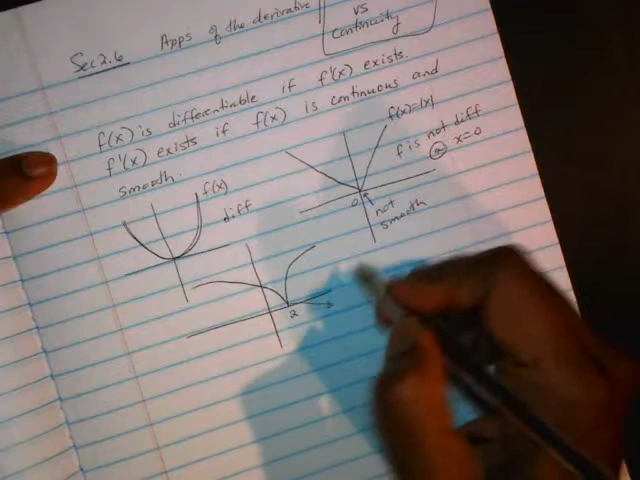 Sec 2.6 Apps of the derivative
vs
Continuity
f(x) is differentiable if f'(x) exists.
f'(x) exists if f(x) is continuous and
smooth.
f(x)
diff
f(x)=|x|
f is not diff
@ x=0
0
not
smooth
2